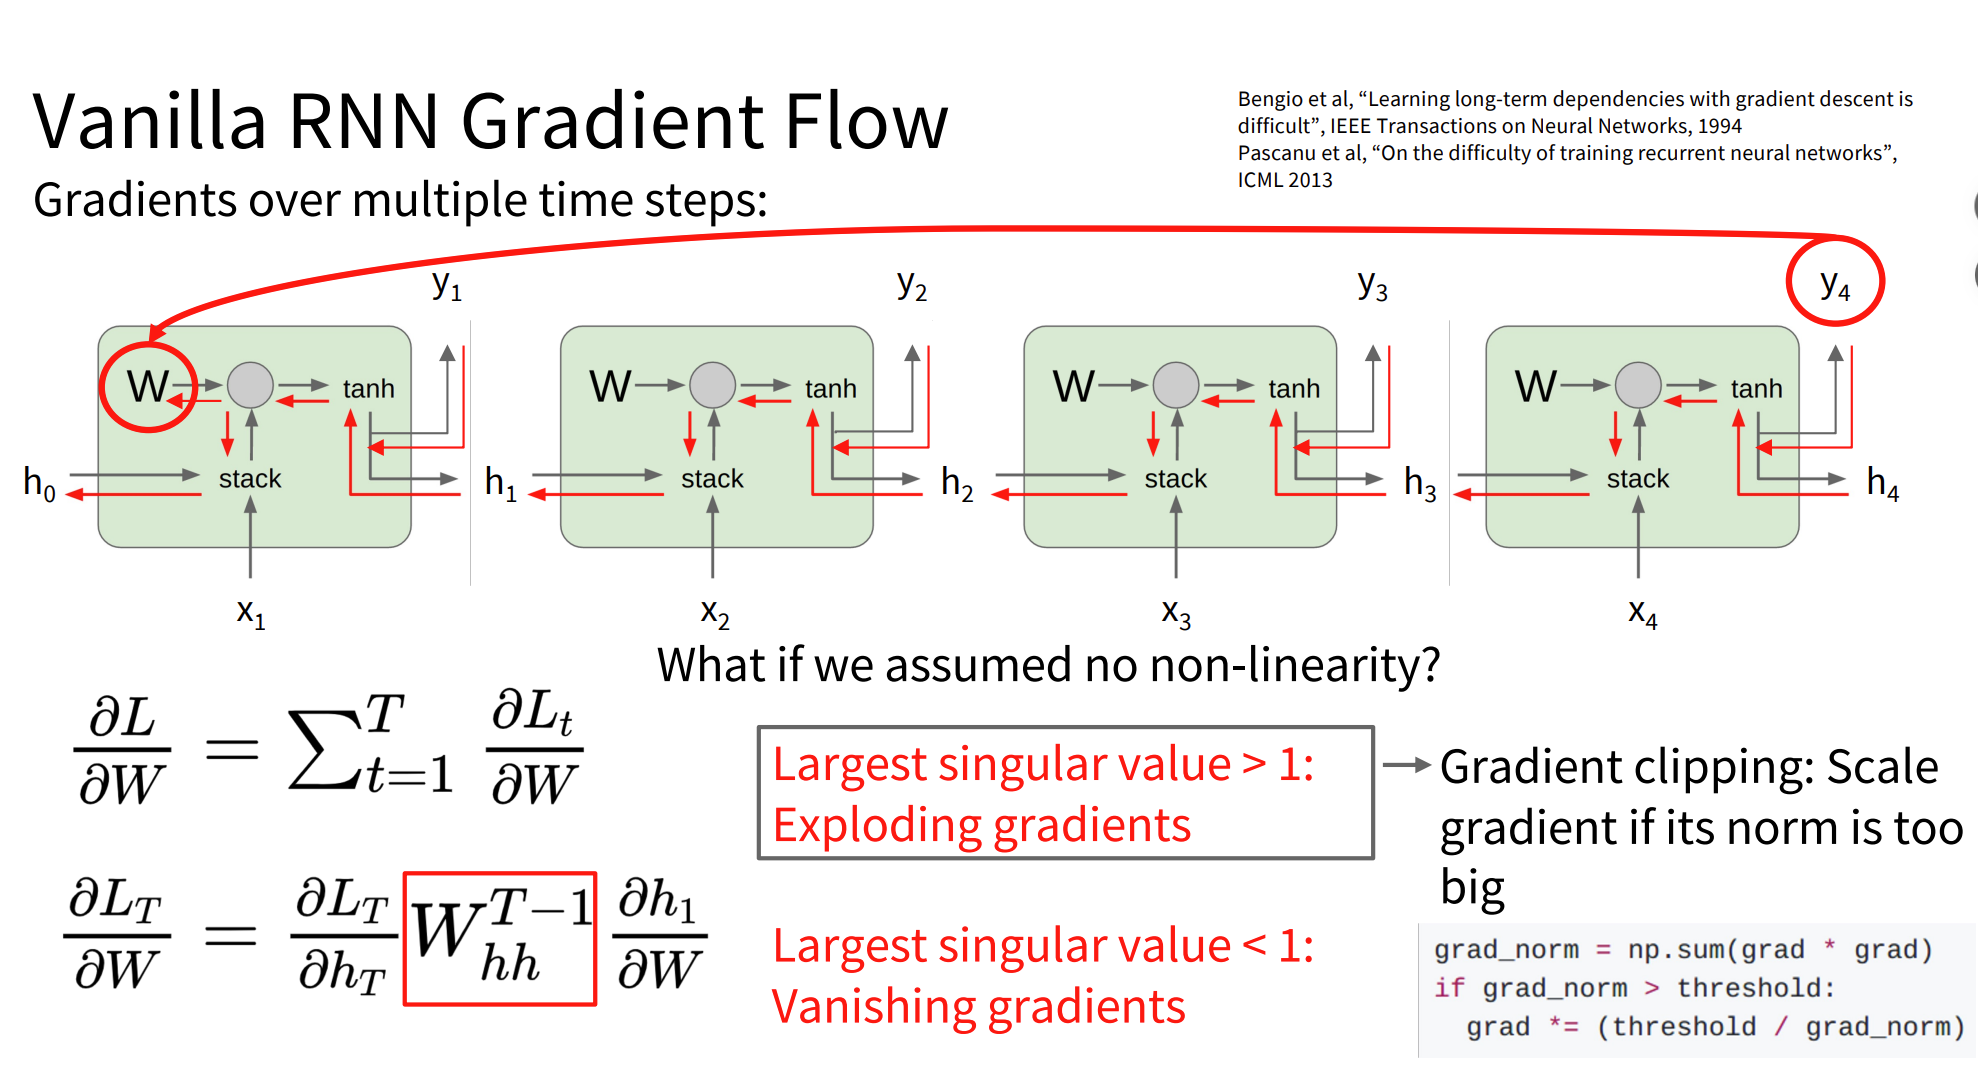 Vanilla RNN Gradient Flow
Gradients over multiple time steps:
Bengio et al, “Learning long-term dependencies with gradient descent is
difficult”, IEEE Transactions on Neural Networks, 1994
Pascanu et al, “On the difficulty of training recurrent neural networks”,
ICML 2013
y₁ y₂ y₃ y₄
W tanh W tanh W tanh W tanh
h₀ stack h₁ stack h₂ stack h₃ stack h₄
x₁ x₂ x₃ x₄
What if we assumed no non-linearity?
∂L/∂W = ∑_{t=1}^{T} ∂L_t/∂W
∂L_T/∂W = ∂L_T/∂h_T W_{hh}^{T−1} ∂h₁/∂W
Largest singular value > 1:
Exploding gradients
Largest singular value < 1:
Vanishing gradients
Gradient clipping: Scale
gradient if its norm is too
big
grad_norm = np.sum(grad * grad)
if grad_norm > threshold:
  grad *= (threshold / grad_norm)